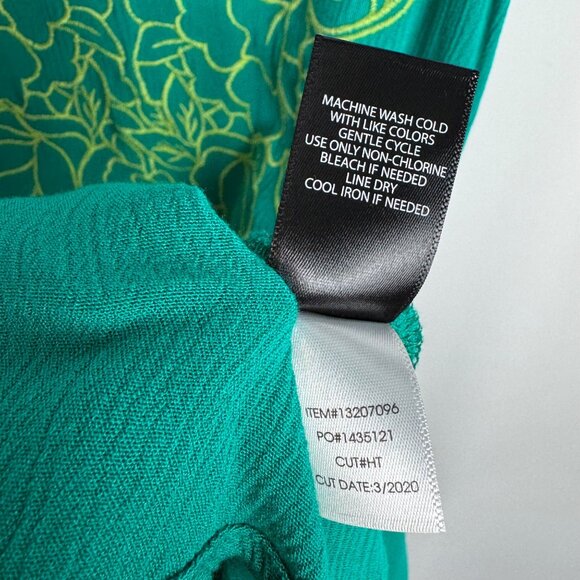 MACHINE WASH COLD
WITH LIKE COLORS
GENTLE CYCLE
USE ONLY NON-CHLORINE
BLEACH IF NEEDED
LINE DRY
COOL IRON IF NEEDED
ITEM#13207096
PO#1435121
CUT#HT
CUT DATE:3/2020